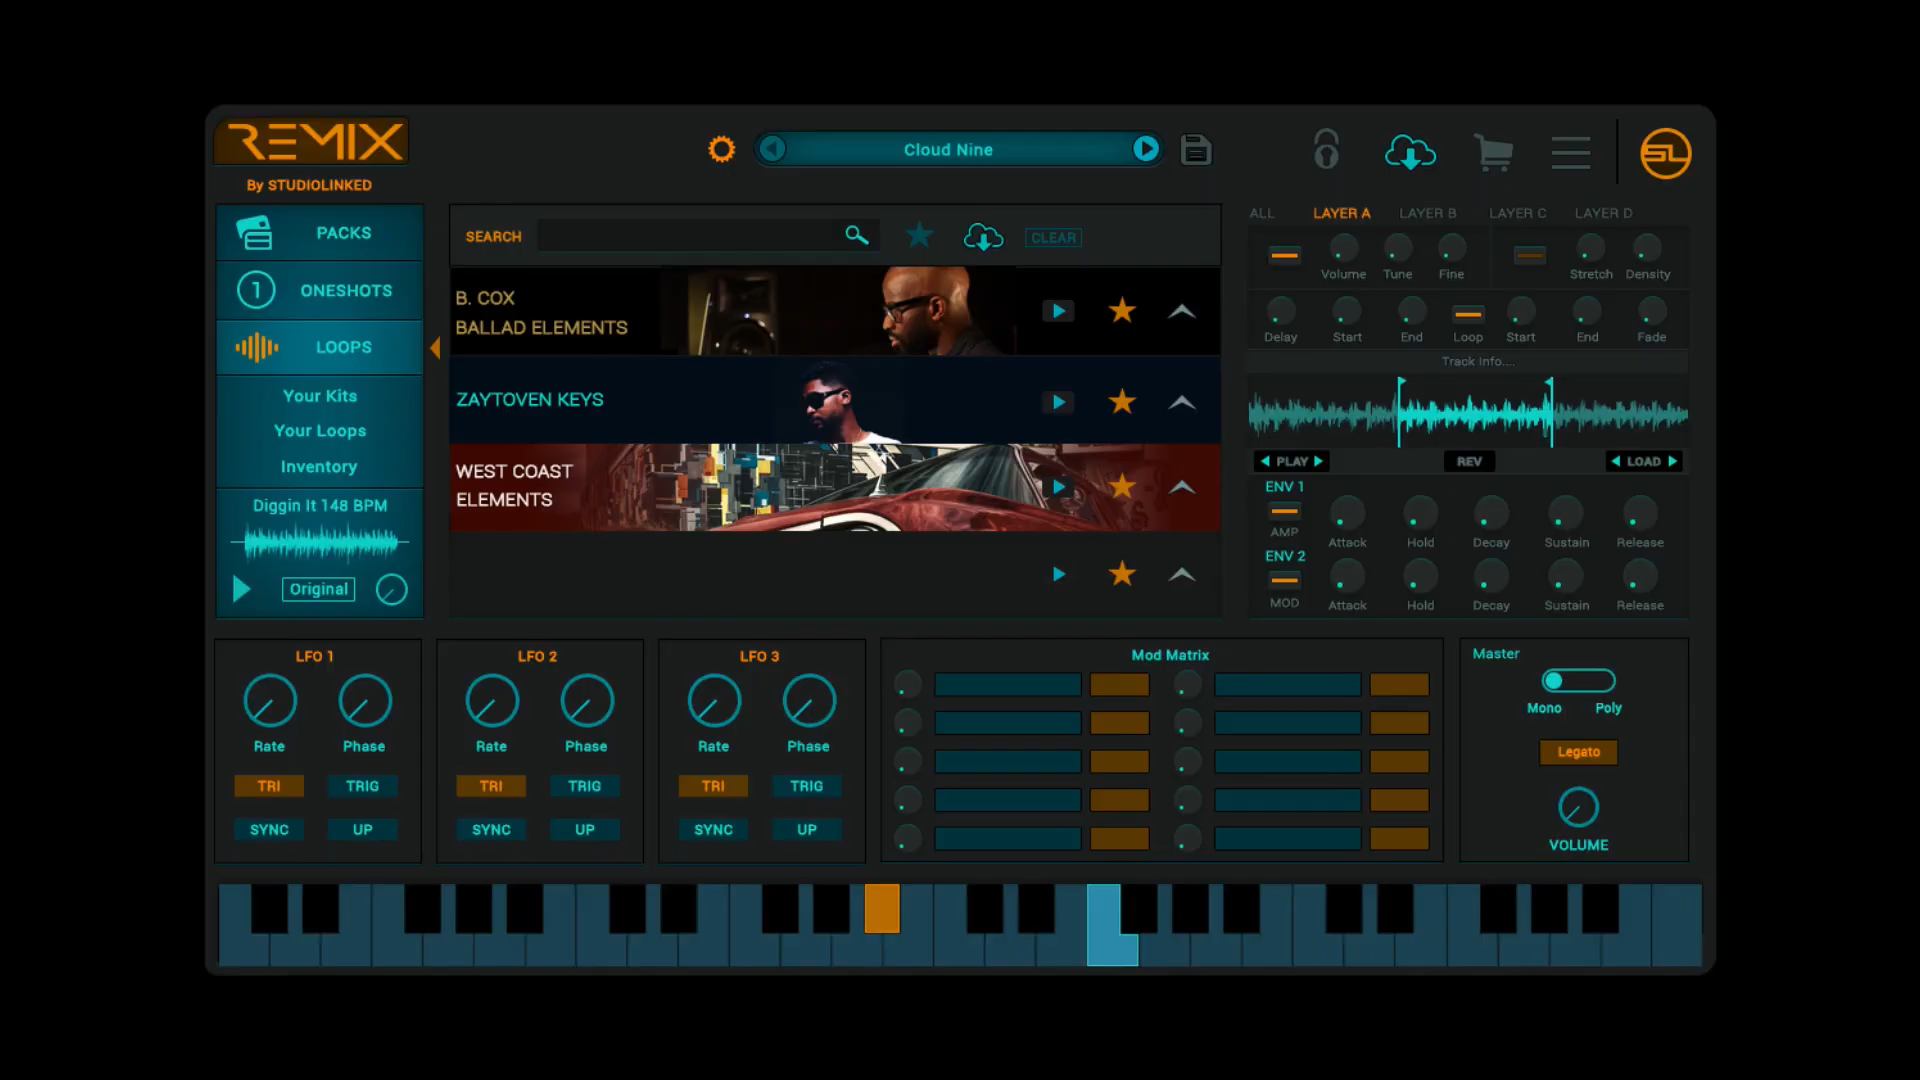 REMIX
By STUDIOLINKED
Cloud Nine
SL
PACKS
1 ONESHOTS
LOOPS
Your Kits
Your Loops
Inventory
Diggin It 148 BPM
Original
SEARCH
CLEAR
B. COX
BALLAD ELEMENTS
ZAYTOVEN KEYS
WEST COAST
ELEMENTS
ALL LAYER A LAYER B LAYER C LAYER D
Volume Tune Fine Stretch Density
Delay Start End Loop Start End Fade
Track Info....
PLAY REV LOAD
ENV 1
AMP
Attack Hold Decay Sustain Release
ENV 2
MOD
Attack Hold Decay Sustain Release
LFO 1
Rate Phase
TRI TRIG
SYNC UP
LFO 2
Rate Phase
TRI TRIG
SYNC UP
LFO 3
Rate Phase
TRI TRIG
SYNC UP
Mod Matrix
Master
Mono Poly
Legato
VOLUME